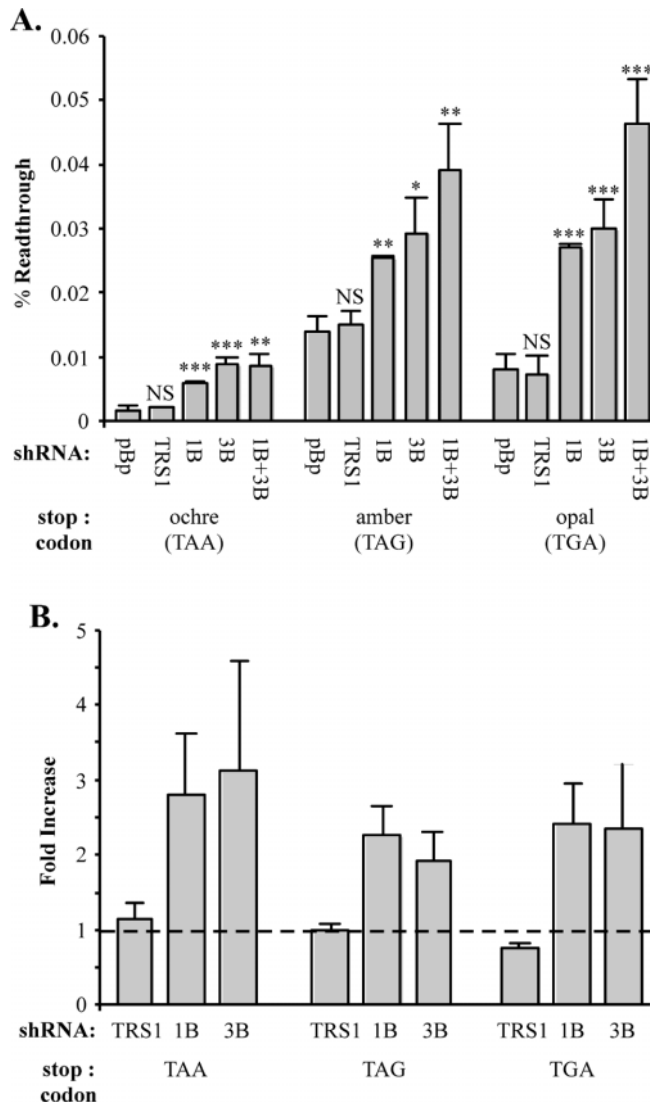 A.
0.06
0.05
0.04
0.03
0.02
0.01
0
% Readthrough
NS
***
***
**
NS
**
*
**
NS
***
***
***
shRNA:
pBp
TRS1
1B
3B
1B+3B
pBp
TRS1
1B
3B
1B+3B
pBp
TRS1
1B
3B
1B+3B
stop : ochre amber opal
codon (TAA) (TAG) (TGA)
B.
5
4
3
2
1
0
Fold Increase
shRNA: TRS1 1B 3B TRS1 1B 3B TRS1 1B 3B
stop : TAA TAG TGA
codon